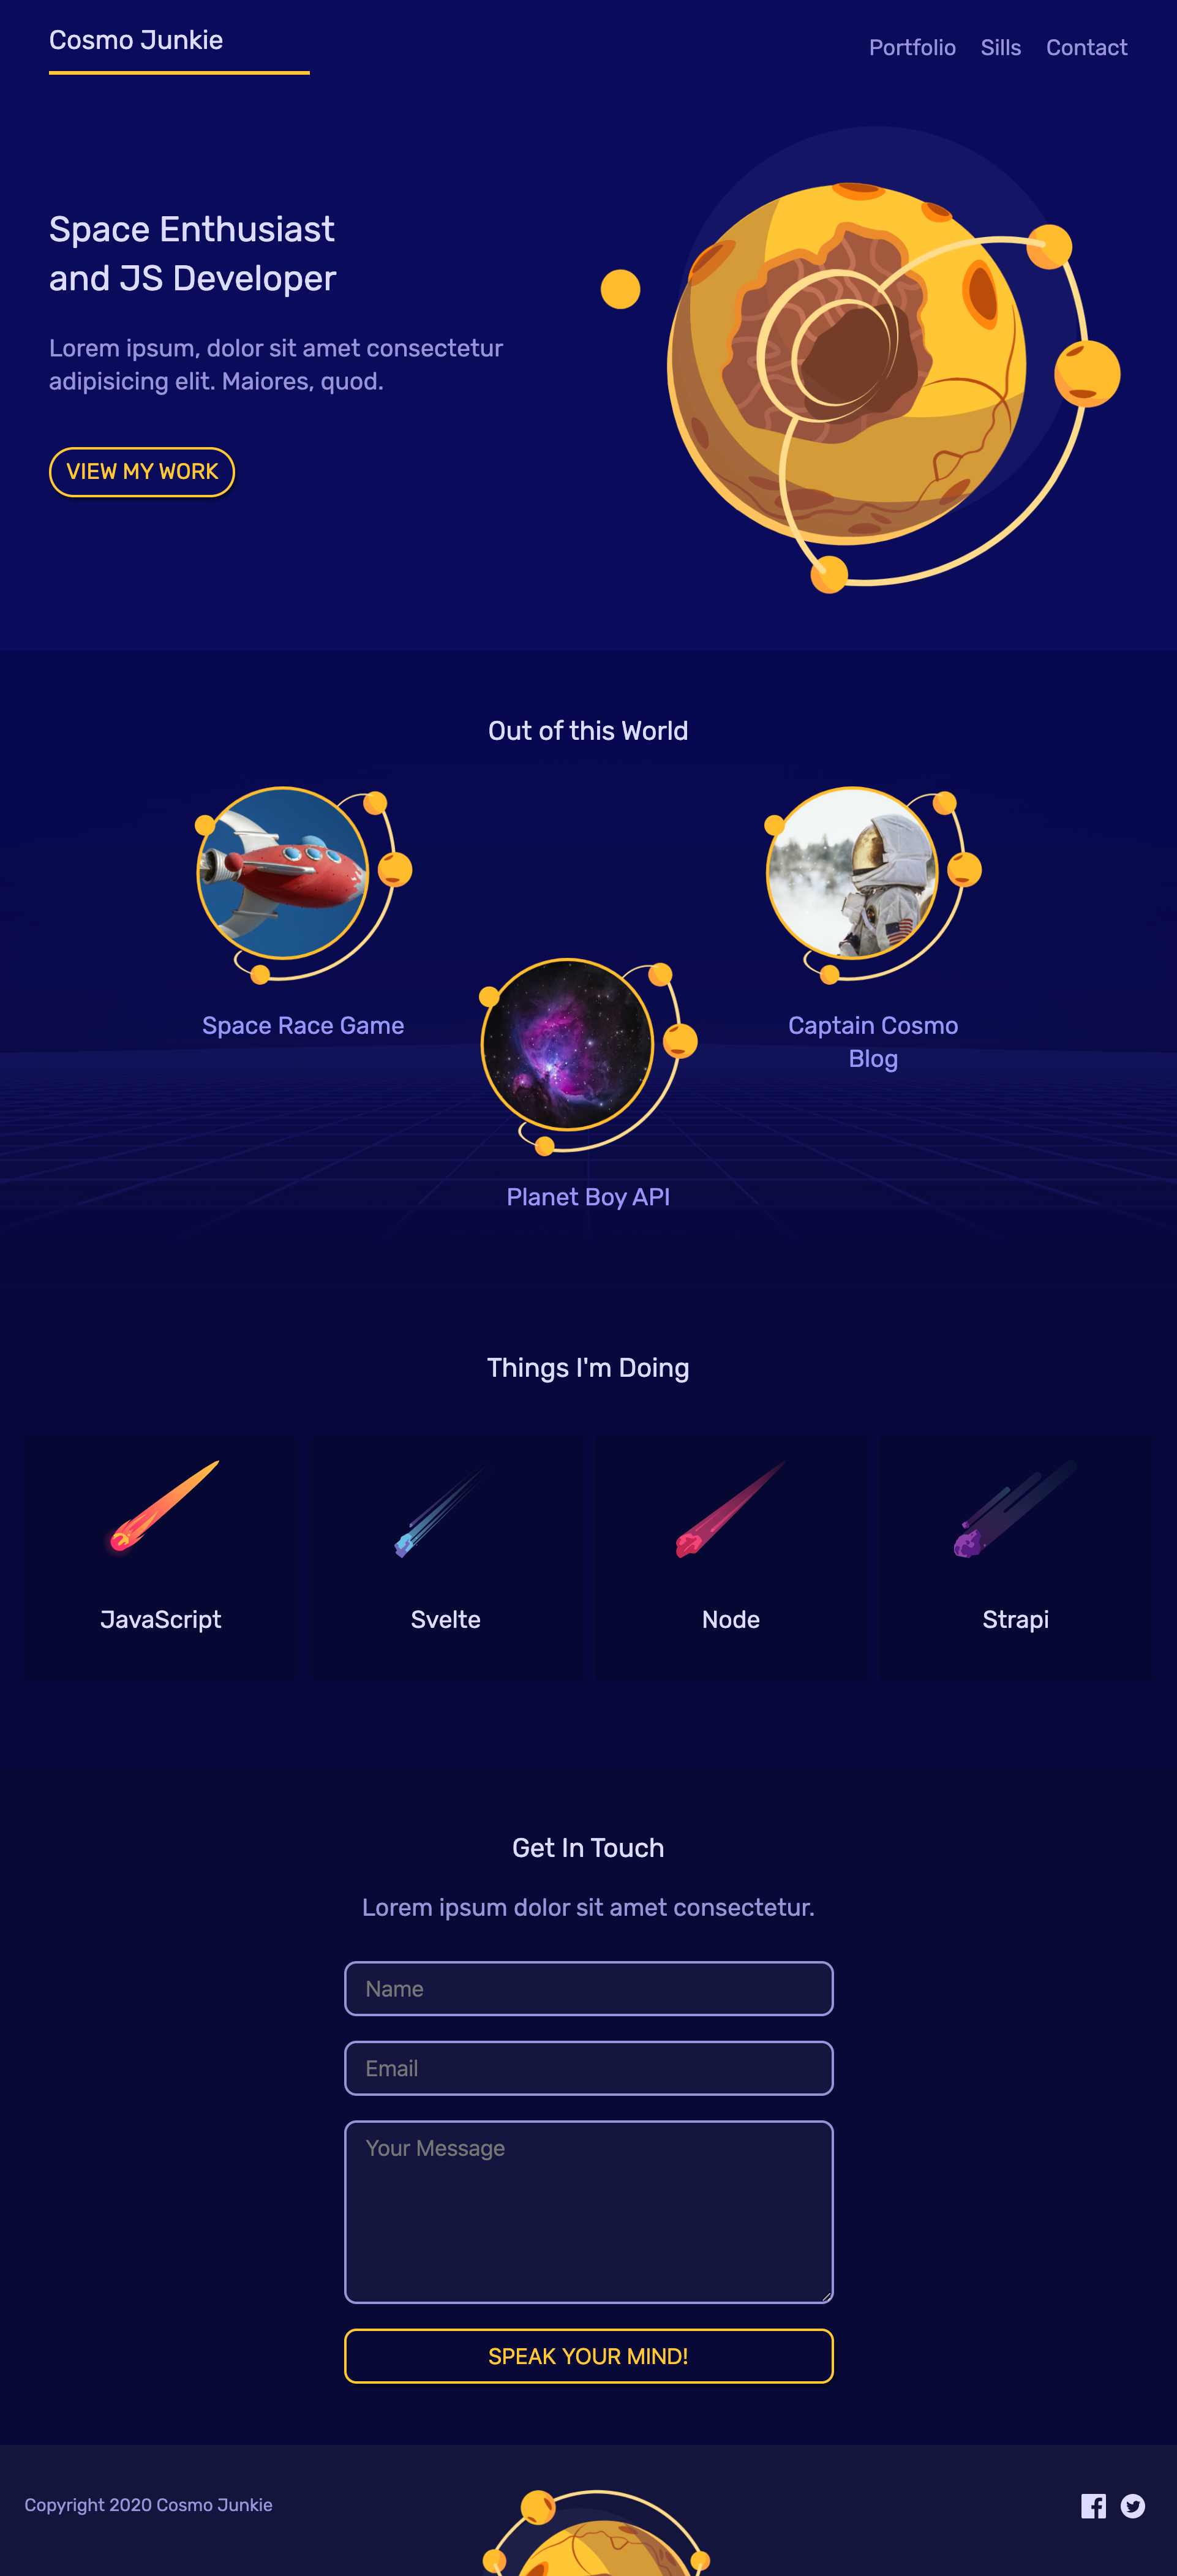 Cosmo Junkie
Portfolio Sills Contact
Space Enthusiast
and JS Developer
Lorem ipsum, dolor sit amet consectetur
adipisicing elit. Maiores, quod.
VIEW MY WORK
Out of this World
Space Race Game
Captain Cosmo
Blog
Planet Boy API
Things I'm Doing
JavaScript
Svelte
Node
Strapi
Get In Touch
Lorem ipsum dolor sit amet consectetur.
Name
Email
Your Message
SPEAK YOUR MIND!
Copyright 2020 Cosmo Junkie